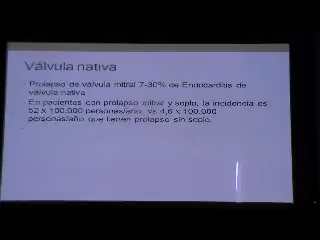 Válvula nativa
Prolapso de válvula mitral 7-30% de Endocarditis de
válvula nativa
En pacientes con prolapso mitral y soplo, la incidencia es
52 x 100.000 personas/año, vs 4,6 x 100.000
personas/año que tienen prolapso sin soplo.